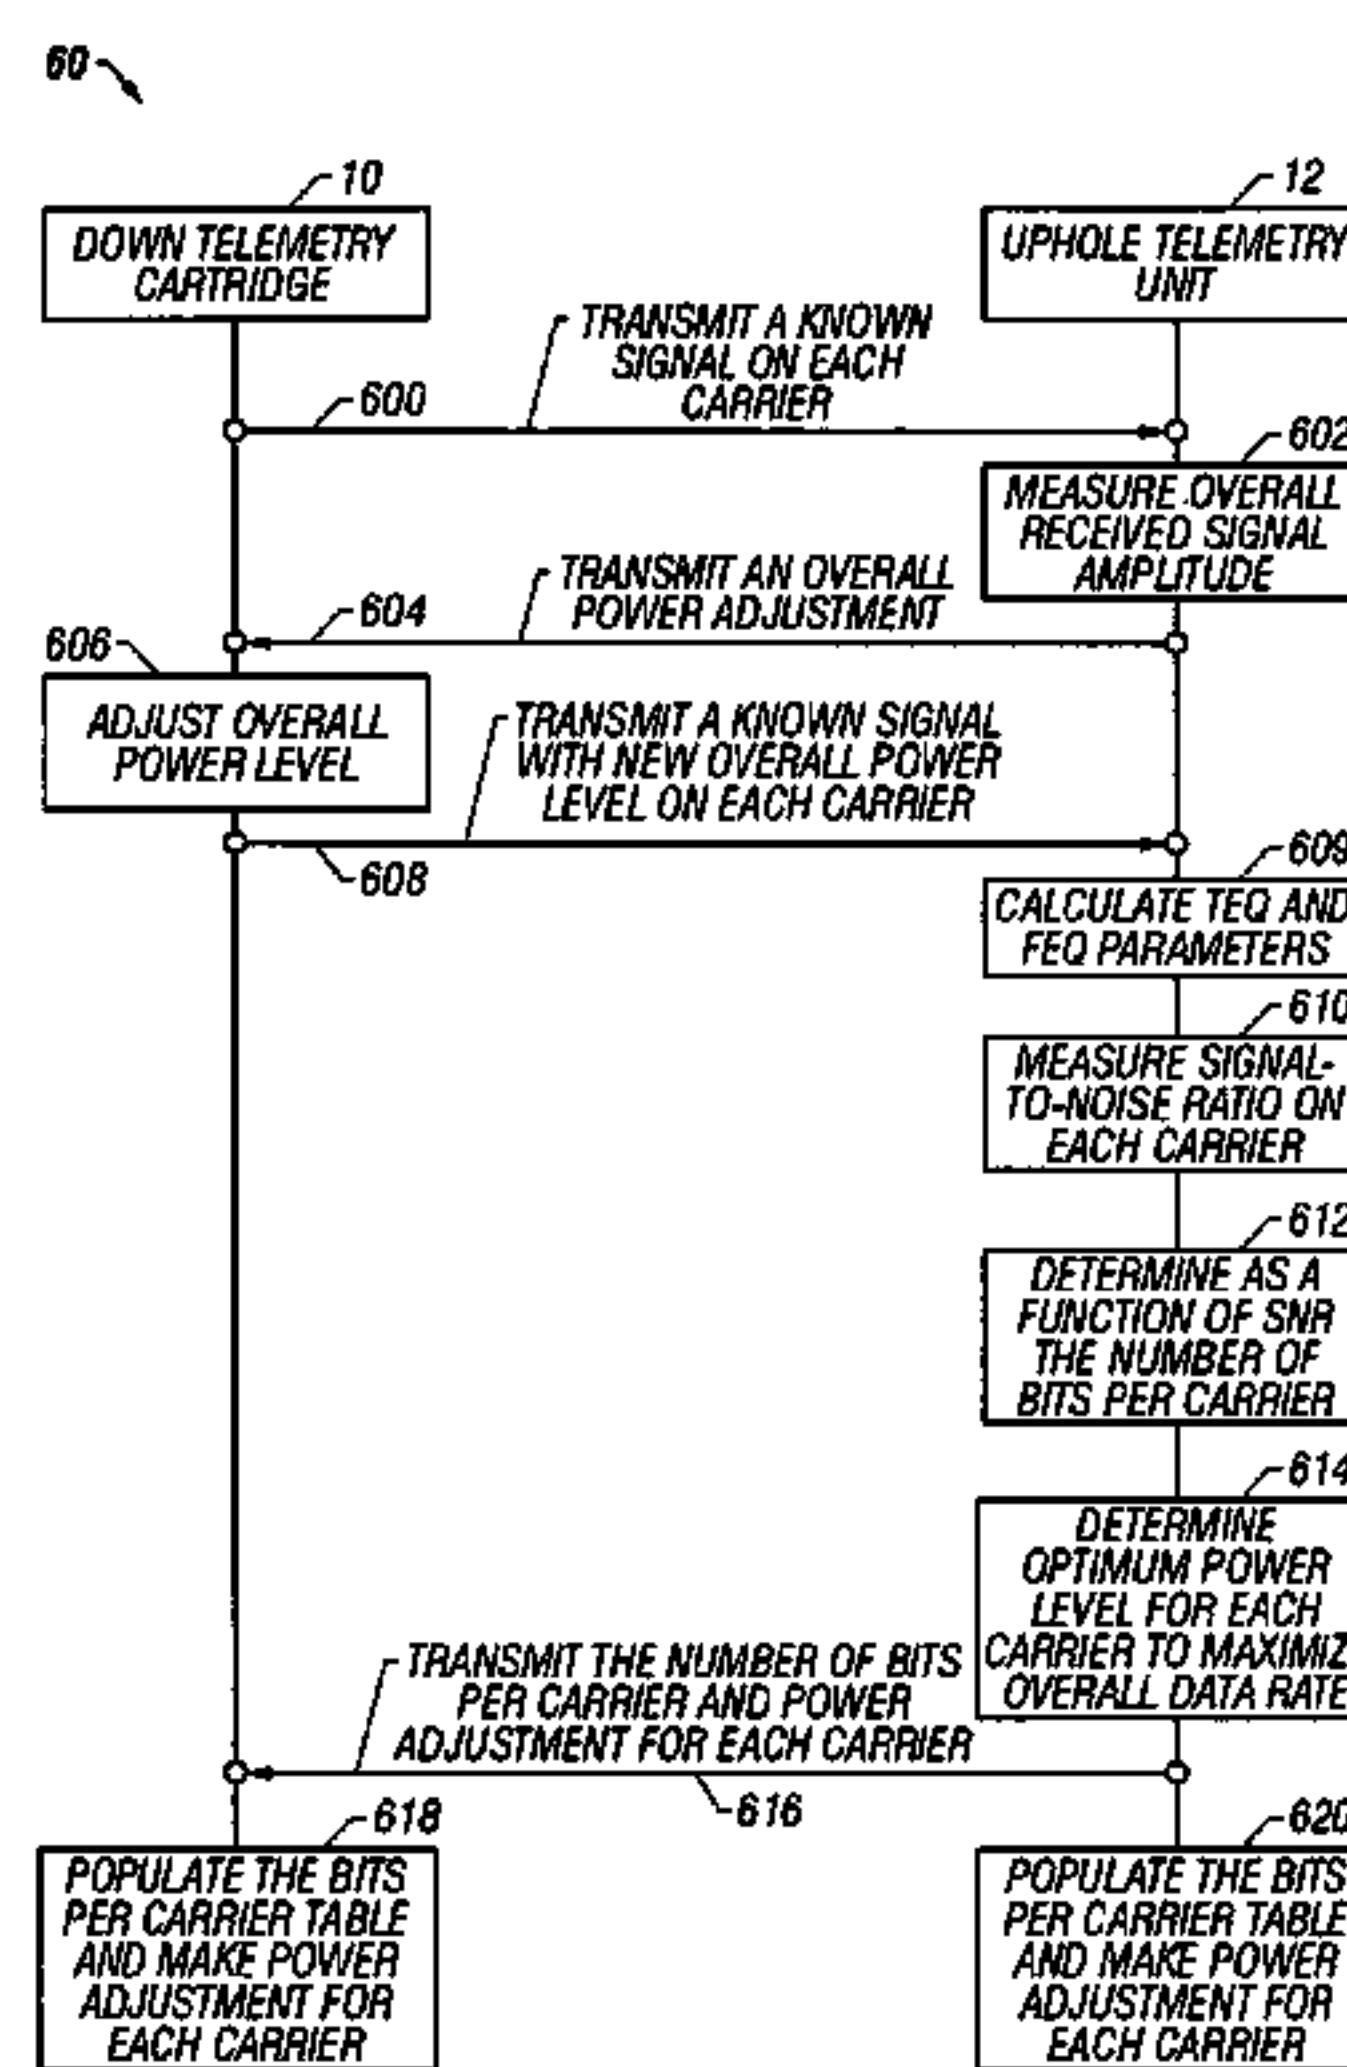 60
10
DOWN TELEMETRY
CARTRIDGE
12
UPHOLE TELEMETRY
UNIT
TRANSMIT A KNOWN
SIGNAL ON EACH
CARRIER
600
602
MEASURE OVERALL
RECEIVED SIGNAL
AMPLITUDE
TRANSMIT AN OVERALL
POWER ADJUSTMENT
604
606
ADJUST OVERALL
POWER LEVEL
TRANSMIT A KNOWN SIGNAL
WITH NEW OVERALL POWER
LEVEL ON EACH CARRIER
608
609
CALCULATE TEQ AND
FEQ PARAMETERS
610
MEASURE SIGNAL-
TO-NOISE RATIO ON
EACH CARRIER
612
DETERMINE AS A
FUNCTION OF SNR
THE NUMBER OF
BITS PER CARRIER
614
DETERMINE
OPTIMUM POWER
LEVEL FOR EACH
CARRIER TO MAXIMIZ
OVERALL DATA RATE
TRANSMIT THE NUMBER OF BITS
PER CARRIER AND POWER
ADJUSTMENT FOR EACH CARRIER
616
618
POPULATE THE BITS
PER CARRIER TABLE
AND MAKE POWER
ADJUSTMENT FOR
EACH CARRIER
620
POPULATE THE BITS
PER CARRIER TABLE
AND MAKE POWER
ADJUSTMENT FOR
EACH CARRIER